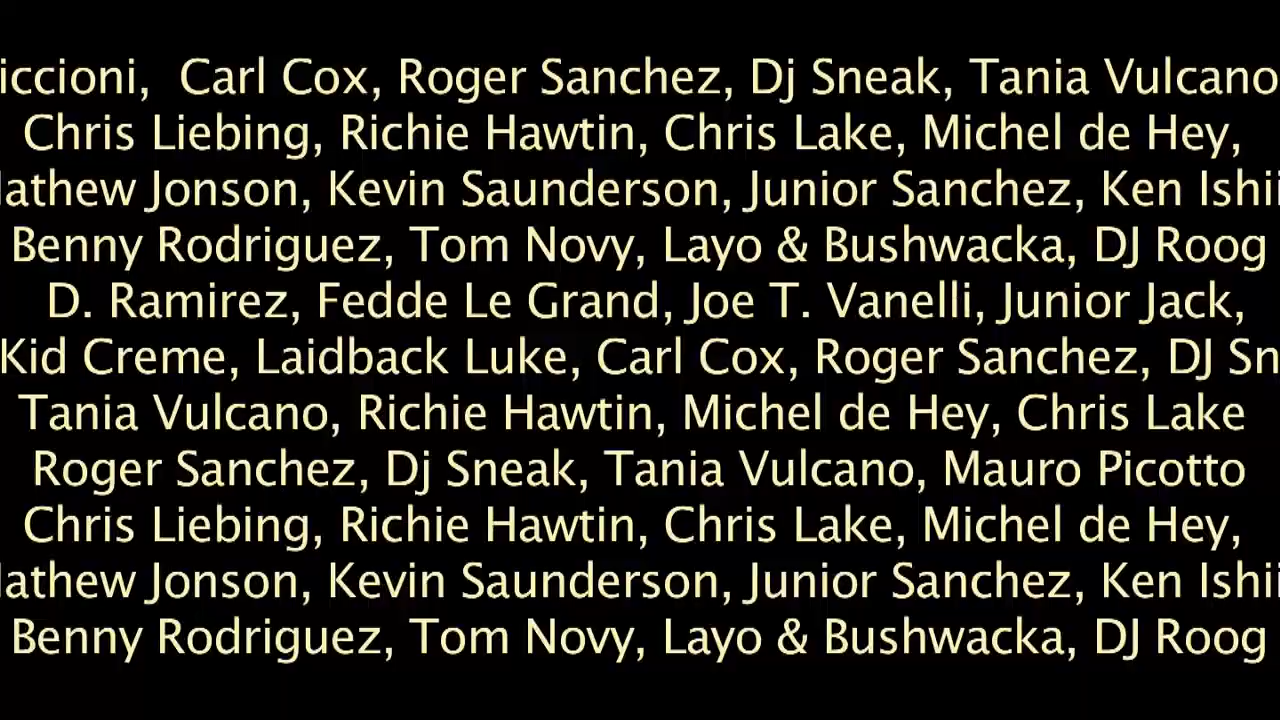 iccioni, Carl Cox, Roger Sanchez, Dj Sneak, Tania Vulcano
Chris Liebing, Richie Hawtin, Chris Lake, Michel de Hey,
athew Jonson, Kevin Saunderson, Junior Sanchez, Ken Ishii
Benny Rodriguez, Tom Novy, Layo & Bushwacka, DJ Roog
D. Ramirez, Fedde Le Grand, Joe T. Vanelli, Junior Jack,
Kid Creme, Laidback Luke, Carl Cox, Roger Sanchez, DJ Sn
Tania Vulcano, Richie Hawtin, Michel de Hey, Chris Lake
Roger Sanchez, Dj Sneak, Tania Vulcano, Mauro Picotto
Chris Liebing, Richie Hawtin, Chris Lake, Michel de Hey,
athew Jonson, Kevin Saunderson, Junior Sanchez, Ken Ishii
Benny Rodriguez, Tom Novy, Layo & Bushwacka, DJ Roog